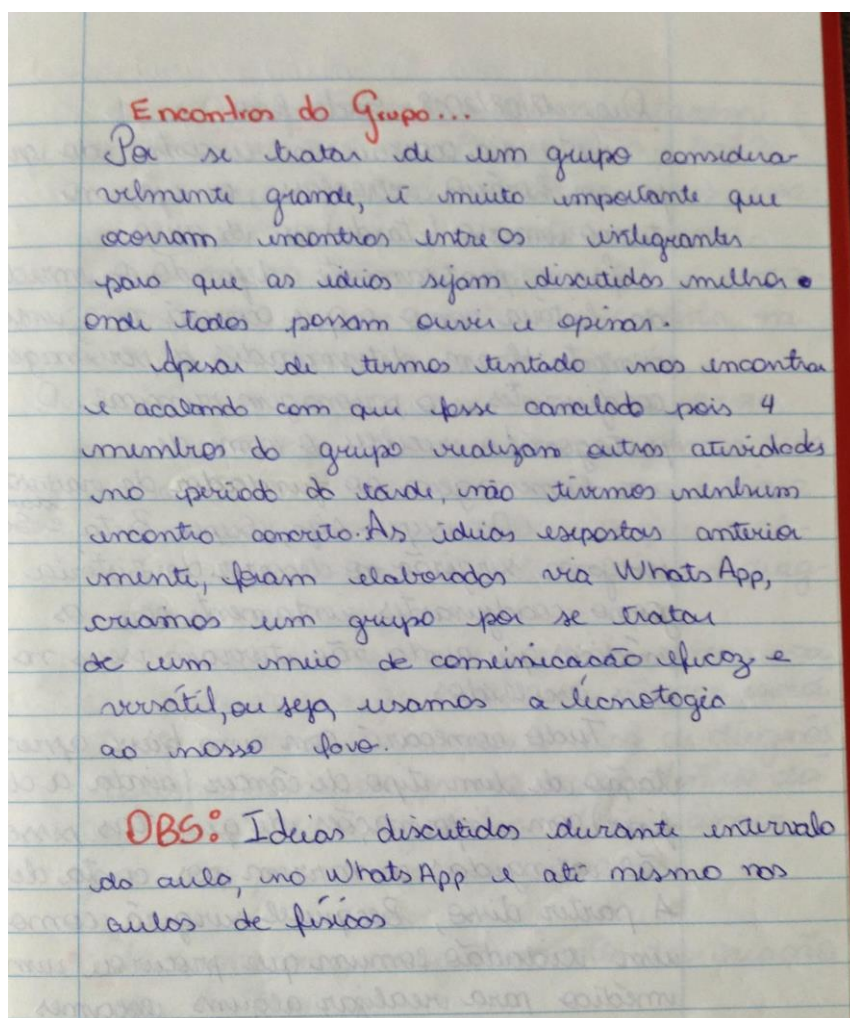 Encontros do Grupo...
Por se tratar de um grupo considera-
velmente grande, é muito importante que
ocorram encontros entre os integrantes
para que as ideias sejam discutidas melhor.
onde todos possam ouvir e opinar.
Apesar de termos tentado nos encontrar
e acabando com que fosse cancelado pois 4
membros do grupo realizam outras atividades
no período da tarde, não tivemos nenhum
encontro concreto. As ideias expostas anterior
mente, foram elaboradas via WhatsApp,
criamos um grupo por se tratar
de um meio de comunicação eficaz e
versátil, ou seja, usamos a tecnologia
ao nosso favor.
OBS: Ideias discutidas durante intervalo
da aula, no WhatsApp e até mesmo nas
aulas de físicas